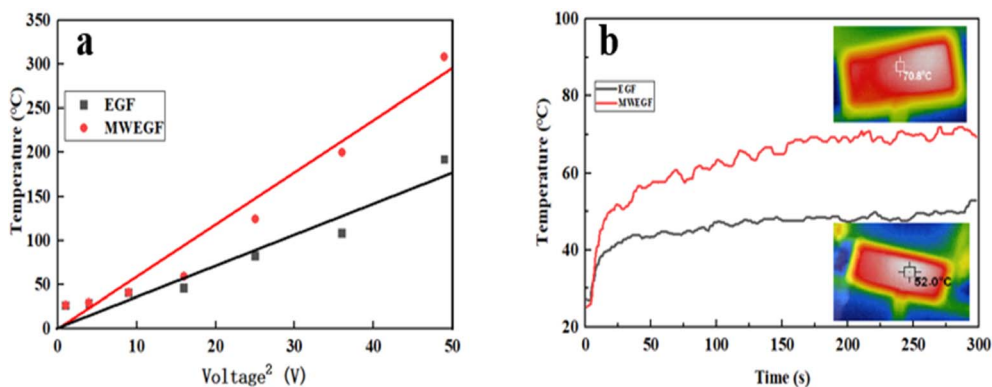 a
350
300
250
200
150
100
50
0
Temperature (°C)
EGF
MWEGF
0 10 20 30 40 50
Voltage² (V)
b
100
80
60
40
20
Temperature (°C)
EGF
MWEGF
70.8°C
52.0°C
0 50 100 150 200 250 300
Time (s)